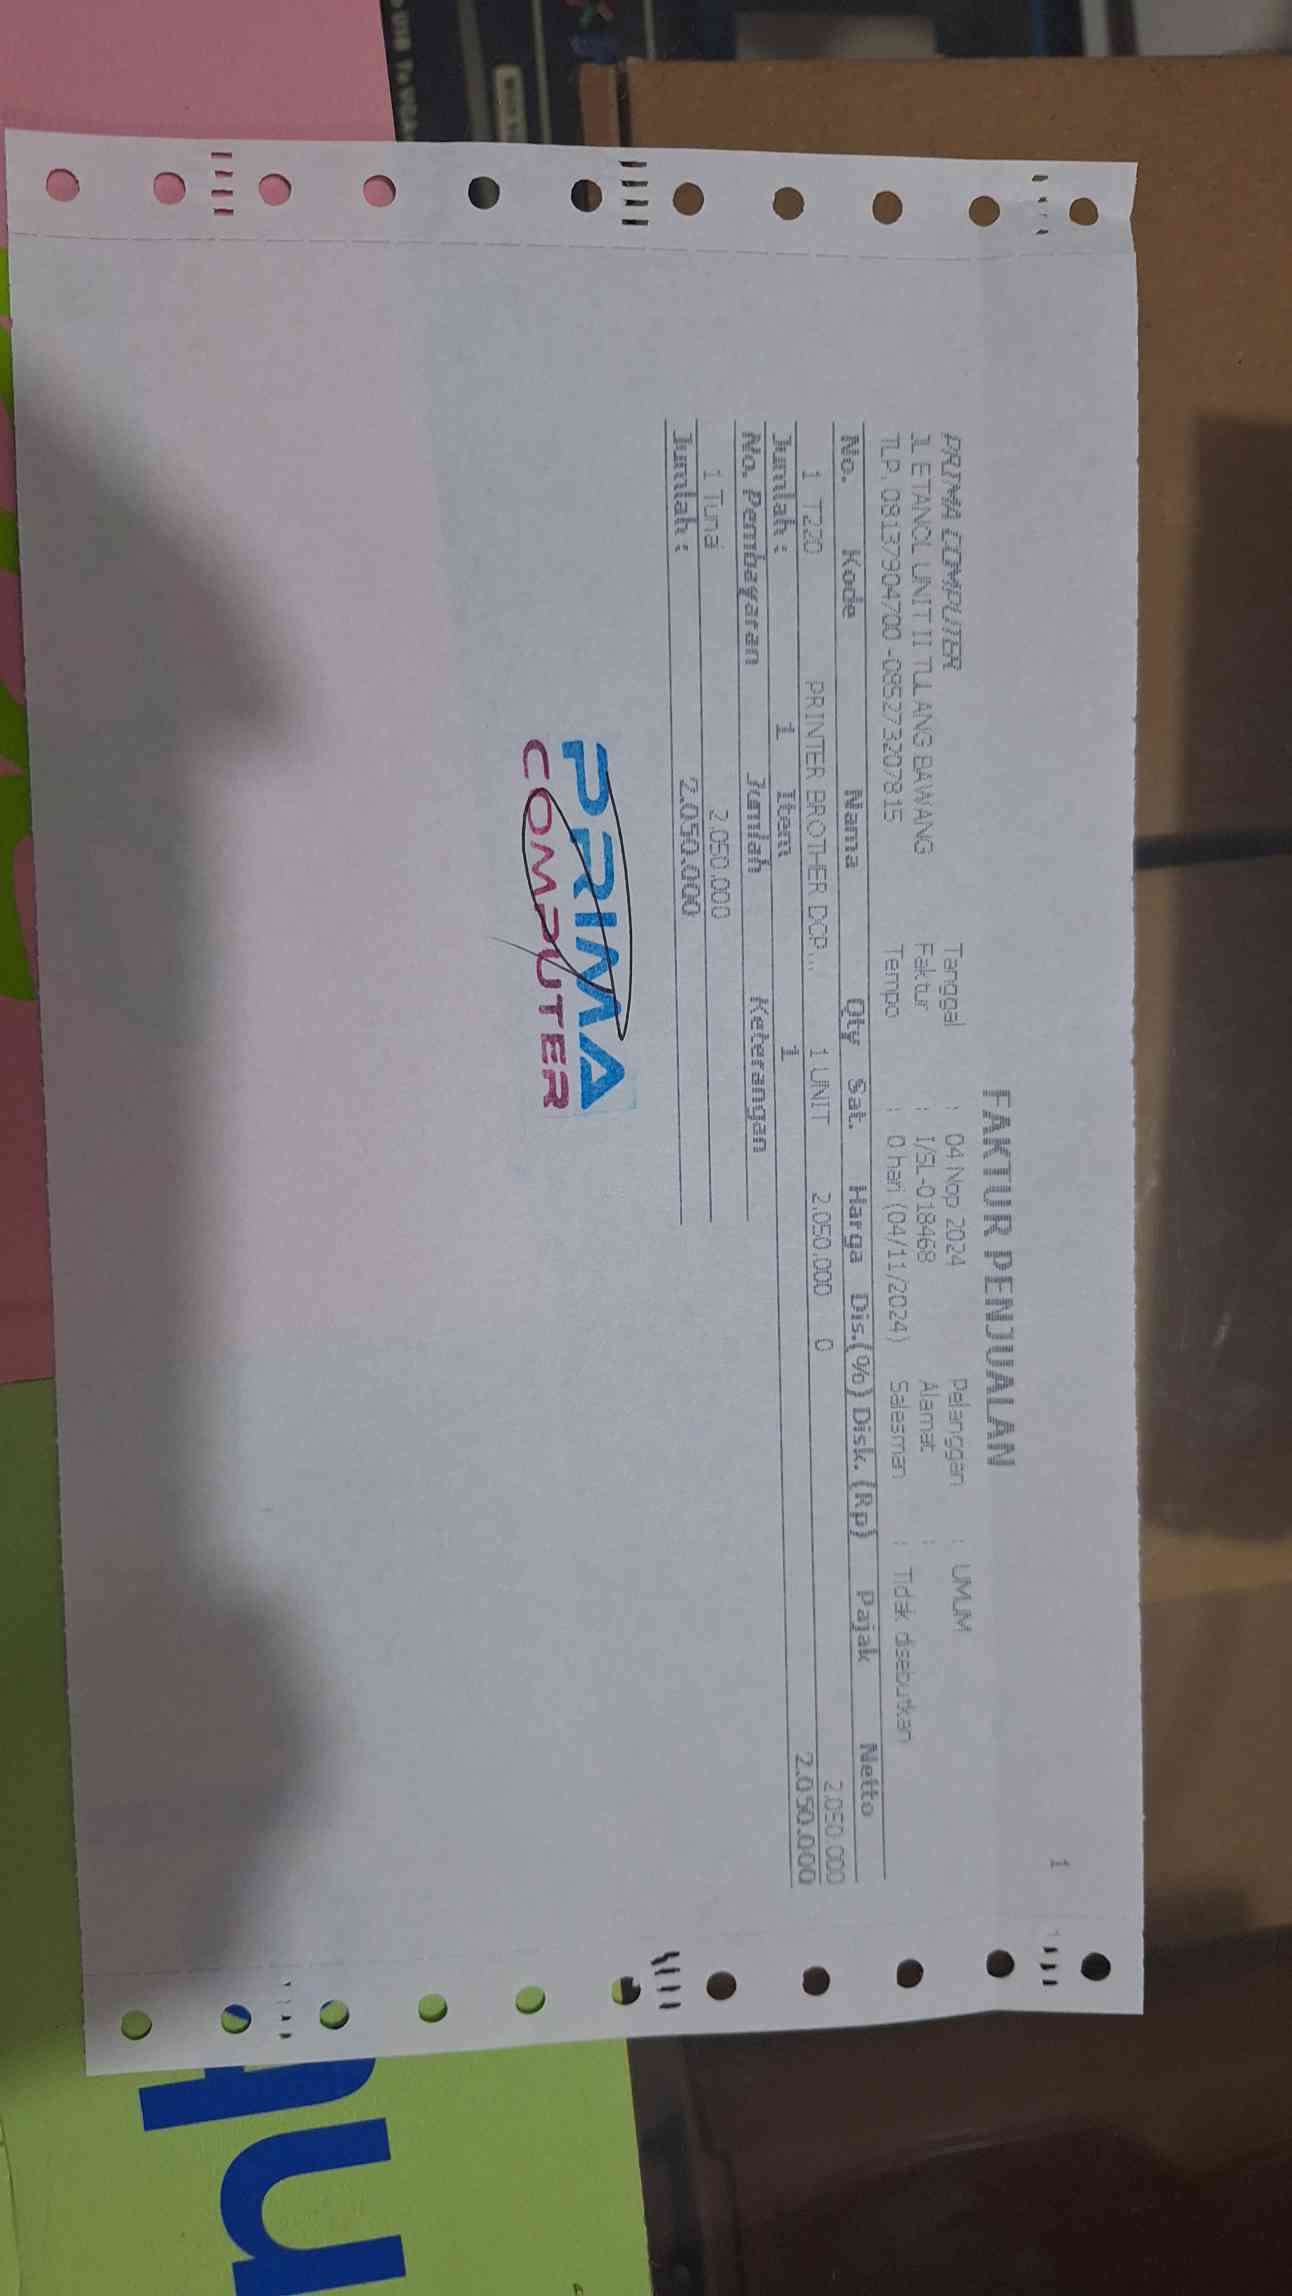 1
FAKTUR PENJUALAN
PRIMA COMPUTER Tanggal : 04 Nop 2024 Pelanggan : UMUM
JL ETANOL UNIT II TULANG BAWANG Faktur : I/SL-018468 Alamat :
TLP. 08137904700 -085273207815 Tempo : 0 hari (04/11/2024) Salesman : Tidak disebutkan
No. Kode Nama Qty Sat. Harga Dis.(%) Disk. (Rp) Pajak Netto
1 T220 PRINTER BROTHER DCP... 1 UNIT 2.050.000 0 2.050.000
Jumlah : 1 Item 1 2.050.000
No. Pembayaran Jumlah Keterangan
1 Tunai 2.050.000
Jumlah : 2.050.000
PRIMA
COMPUTER